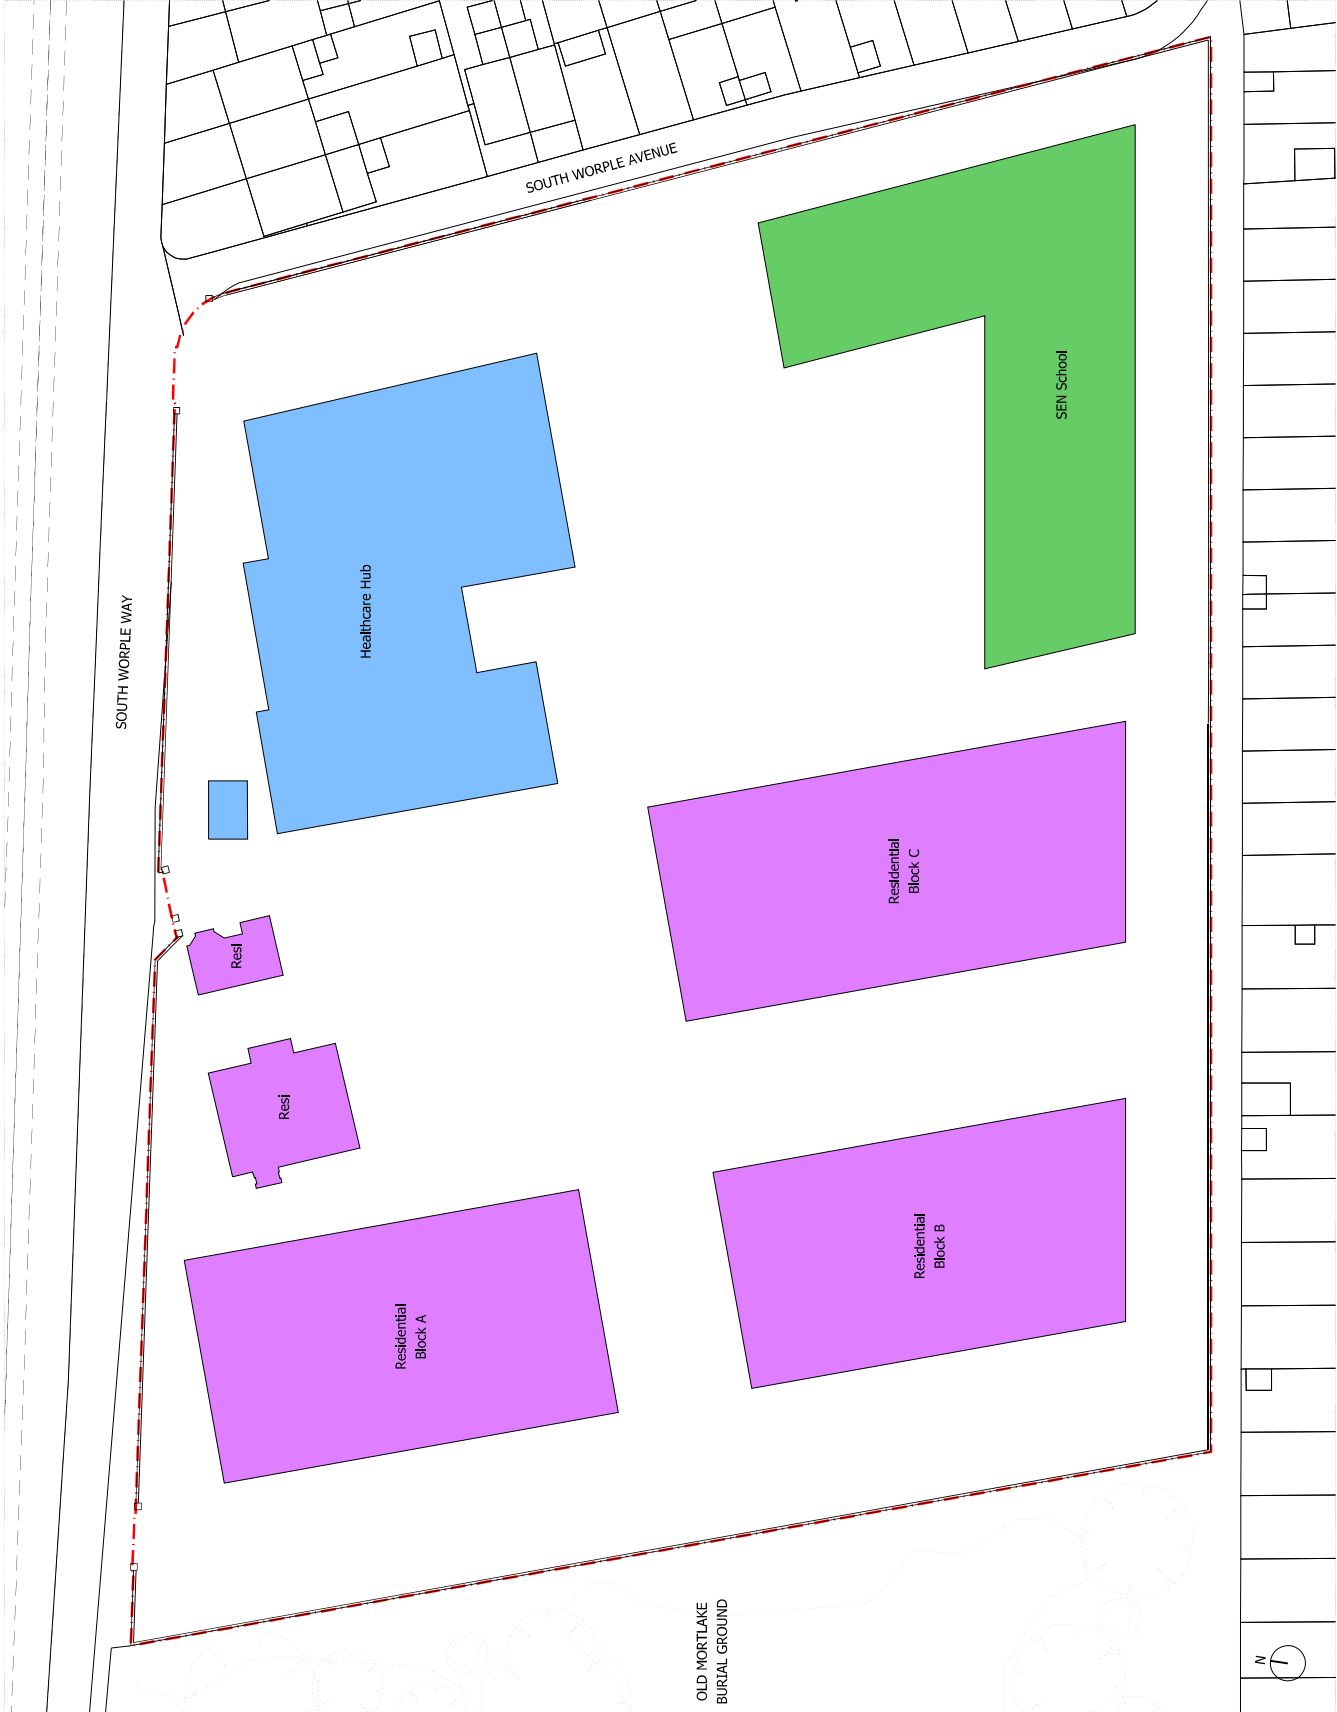 SOUTH WORPLE AVENUE
SOUTH WORPLE WAY
Healthcare Hub
SEN School
Residential
Block C
Resi
Resi
Residential
Block A
Residential
Block B
OLD MORTLAKE
BURIAL GROUND
N